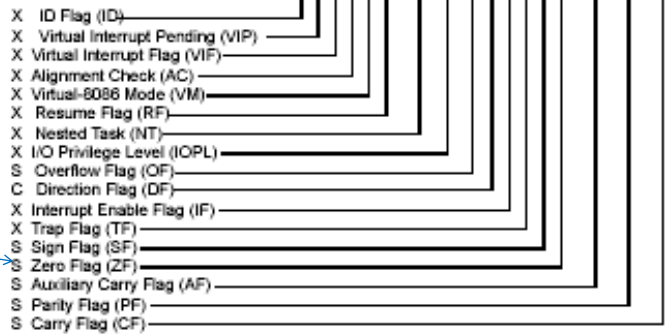 X ID Flag (ID)
X Virtual Interrupt Pending (VIP)
X Virtual Interrupt Flag (VIF)
X Alignment Check (AC)
X Virtual-8086 Mode (VM)
X Resume Flag (RF)
X Nested Task (NT)
X I/O Privilege Level (IOPL)
S Overflow Flag (OF)
C Direction Flag (DF)
X Interrupt Enable Flag (IF)
X Trap Flag (TF)
S Sign Flag (SF)
S Zero Flag (ZF)
S Auxiliary Carry Flag (AF)
S Parity Flag (PF)
S Carry Flag (CF)